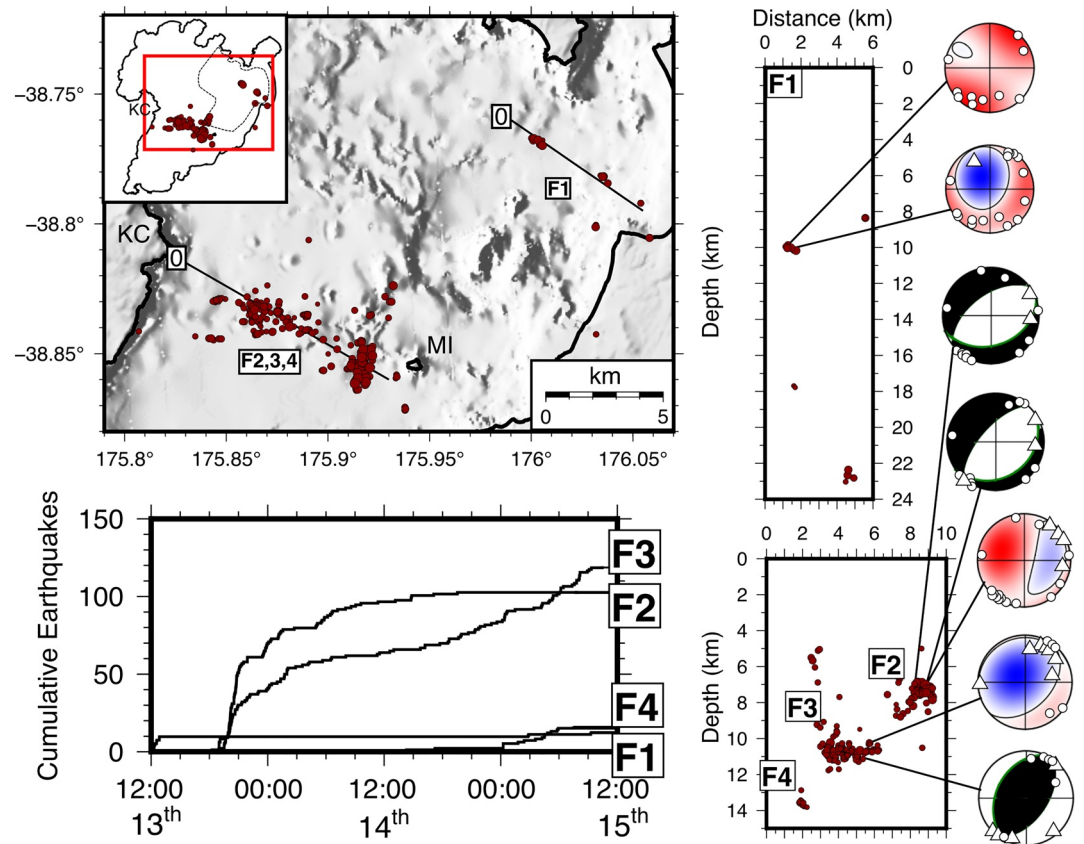 −38.75°
−38.8°
−38.85°
KC
KC
0
F1
0
F2,3,4
MI
km
0 5
175.8° 175.85° 175.9° 175.95° 176° 176.05°
Cumulative Earthquakes
150
100
50
0
F3
F2
F4
F1
12:00 00:00 12:00 00:00 12:00
13th 14th 15th
Distance (km)
0 2 4 6
F1
0
2
4
6
8
10
12
14
16
18
20
22
24
Depth (km)
0 2 4 6 8 10
0
2
4
6
8
10
12
14
Depth (km)
F2
F3
F4